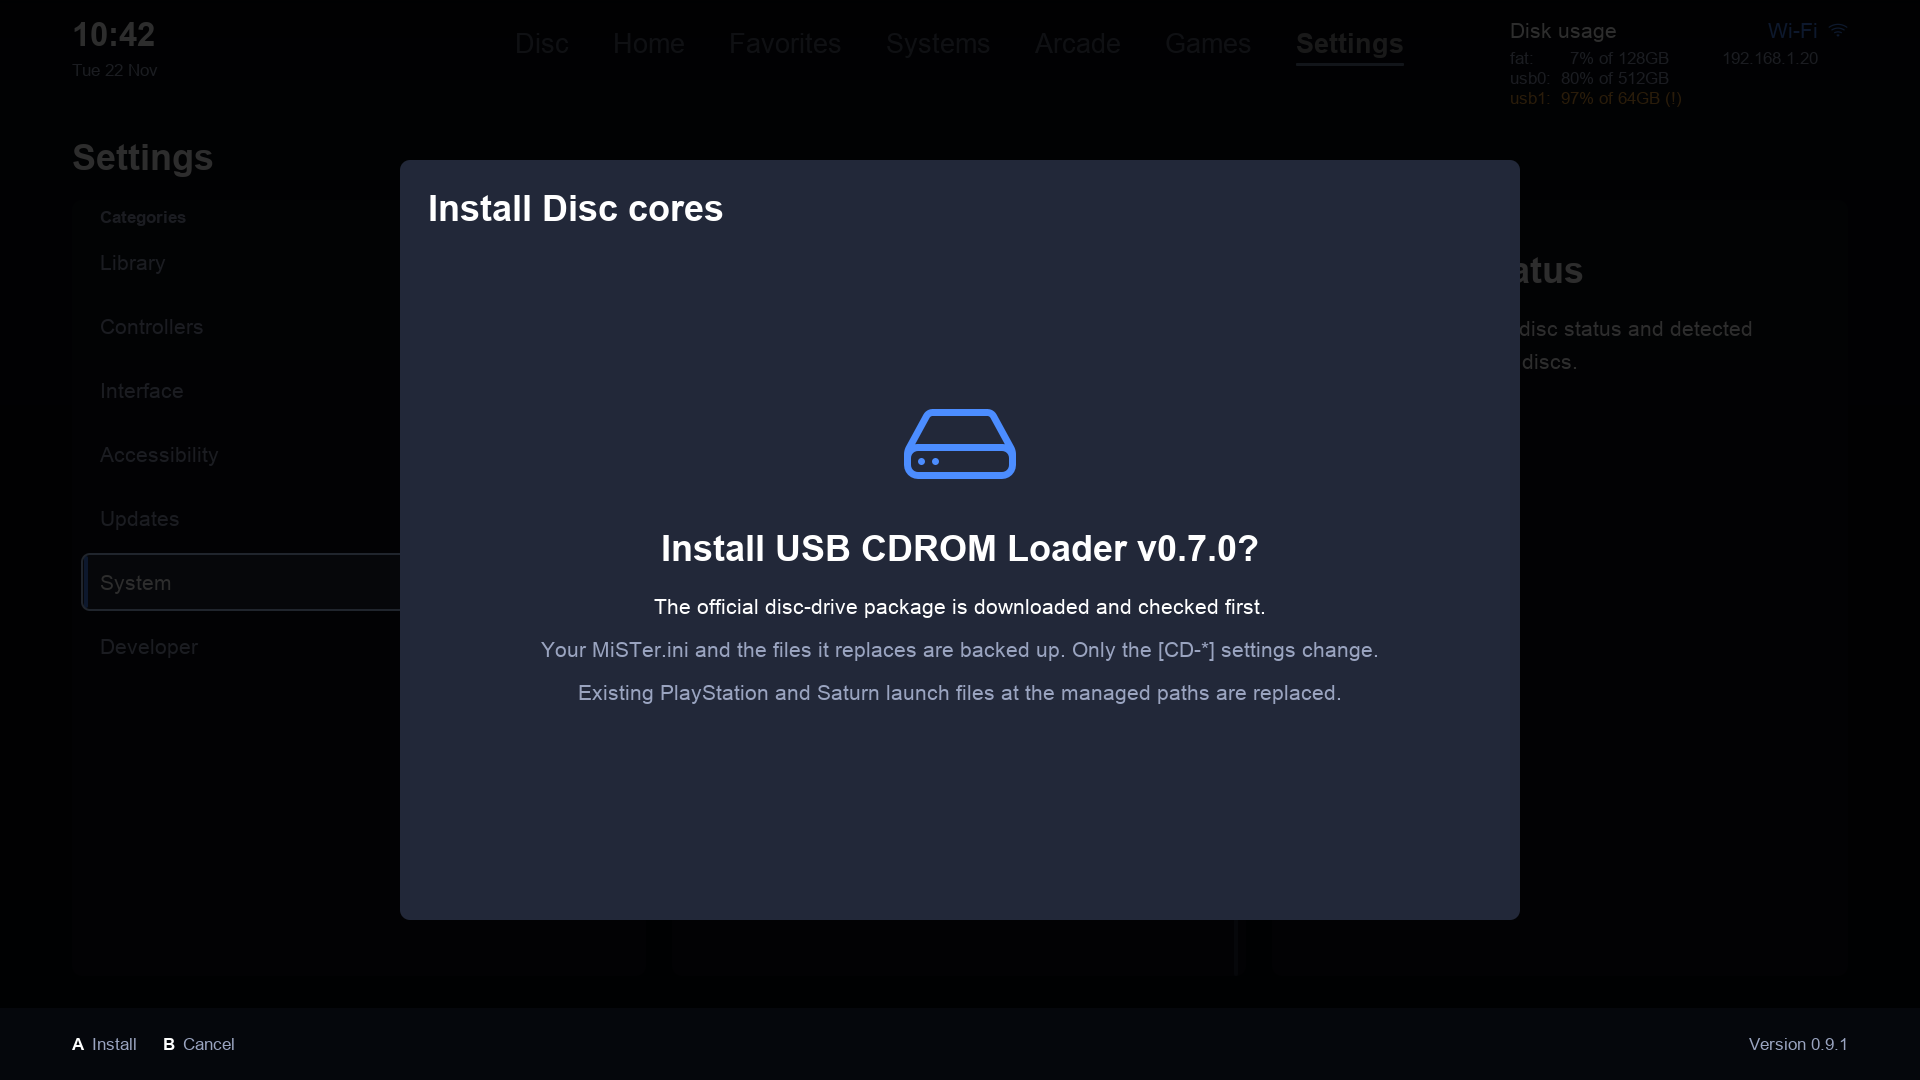 10:42
Tue 22 Nov
Disc Home Favorites Systems Arcade Games Settings
Disk usage
Wi-Fi
fat: 7% of 128GB
192.168.1.20
usb0: 80% of 512GB
usb1: 97% of 64GB (!)
Settings
Categories
Library
Controllers
Interface
Accessibility
Updates
System
Developer
Install Disc cores
Install USB CDROM Loader v0.7.0?
The official disc-drive package is downloaded and checked first.
Your MiSTer.ini and the files it replaces are backed up. Only the [CD-*] settings change.
Existing PlayStation and Saturn launch files at the managed paths are replaced.
atus
disc status and detected
discs.
A Install B Cancel
Version 0.9.1